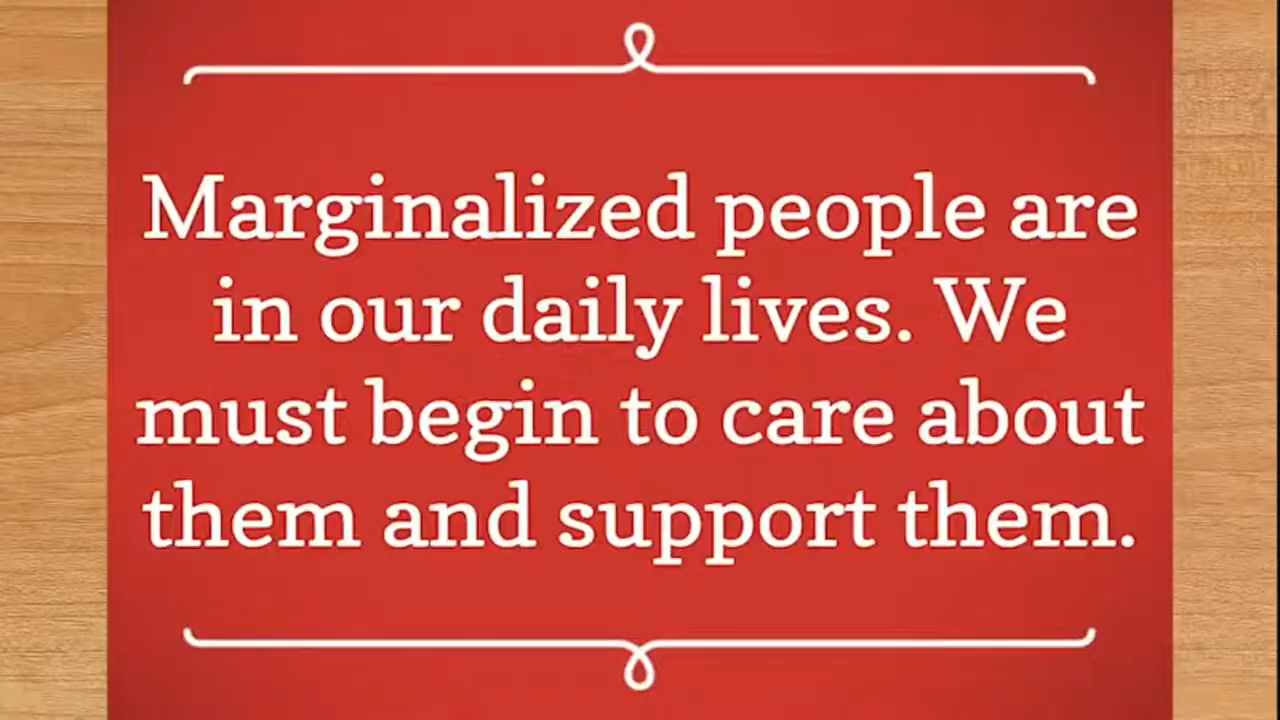 Marginalized people are
in our daily lives. We
must begin to care about
them and support them.